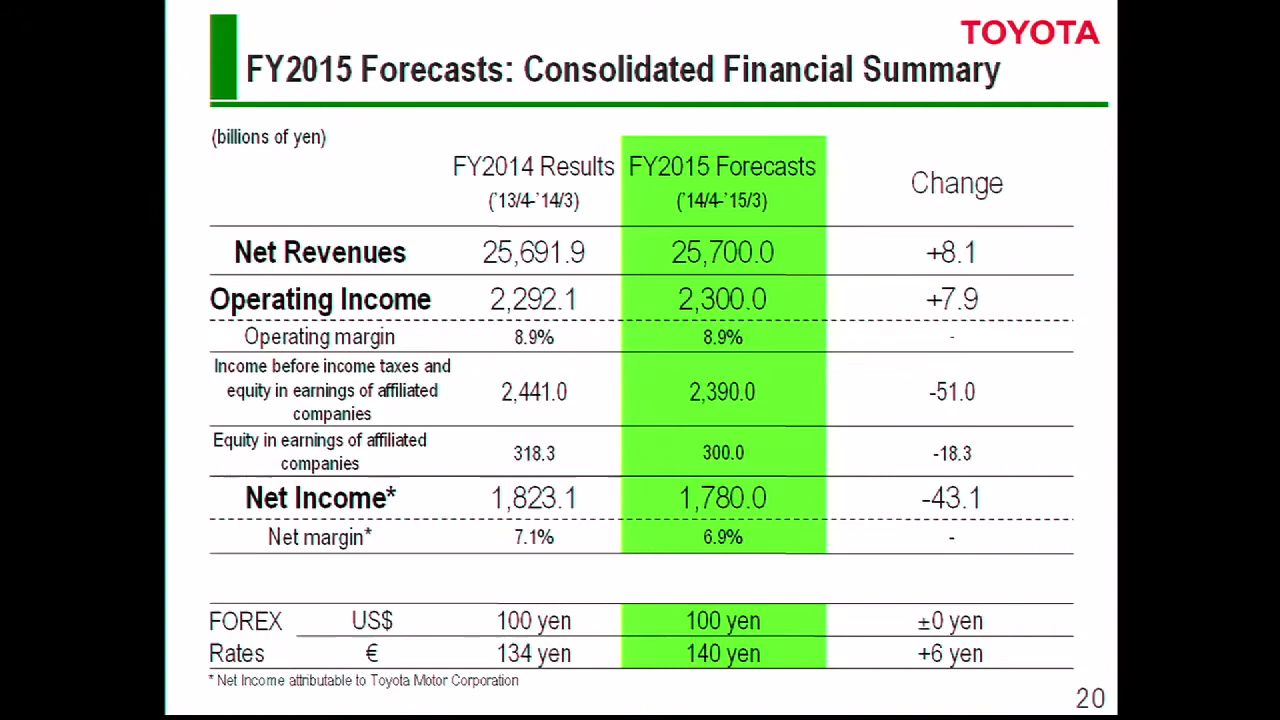 TOYOTA
FY2015 Forecasts: Consolidated Financial Summary
(billions of yen)
FY2014 Results FY2015 Forecasts Change
('13/4-'14/3) ('14/4-'15/3)
Net Revenues 25,691.9 25,700.0 +8.1
Operating Income 2,292.1 2,300.0 +7.9
Operating margin 8.9% 8.9% -
Income before income taxes and
equity in earnings of affiliated
companies
2,441.0 2,390.0 -51.0
Equity in earnings of affiliated
companies
318.3 300.0 -18.3
Net Income* 1,823.1 1,780.0 -43.1
Net margin* 7.1% 6.9% -
FOREX US$ 100 yen 100 yen ±0 yen
Rates € 134 yen 140 yen +6 yen
* Net Income attributable to Toyota Motor Corporation
20